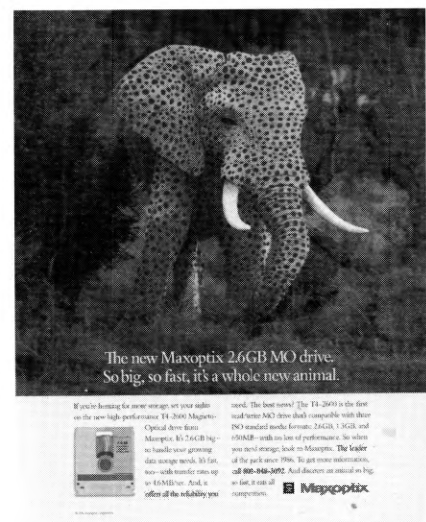 The new Maxoptix 2.6GB MO drive.
So big, so fast, it's a whole new animal.
If you're hunting for more storage, set your sights
on the new high-performance T4-2600 Magneto-
Optical drive from
Maxoptix. It's 2.6GB big—
to handle your growing
data storage needs. It's fast,
too—with transfer rates up
to 4.6MB/sec. And, it
offers all the reliability you
need. The best news? The T4-2600 is the first
read/write MO drive that's compatible with three
ISO standard media formats: 2.6GB, 1.3GB, and
650MB—with no loss of performance. So when
you need storage, look to Maxoptix. The leader
of the pack since 1986. To get more information,
call 800-848-3092. And discover an animal so big,
so fast, it eats all
competition.
Maxoptix